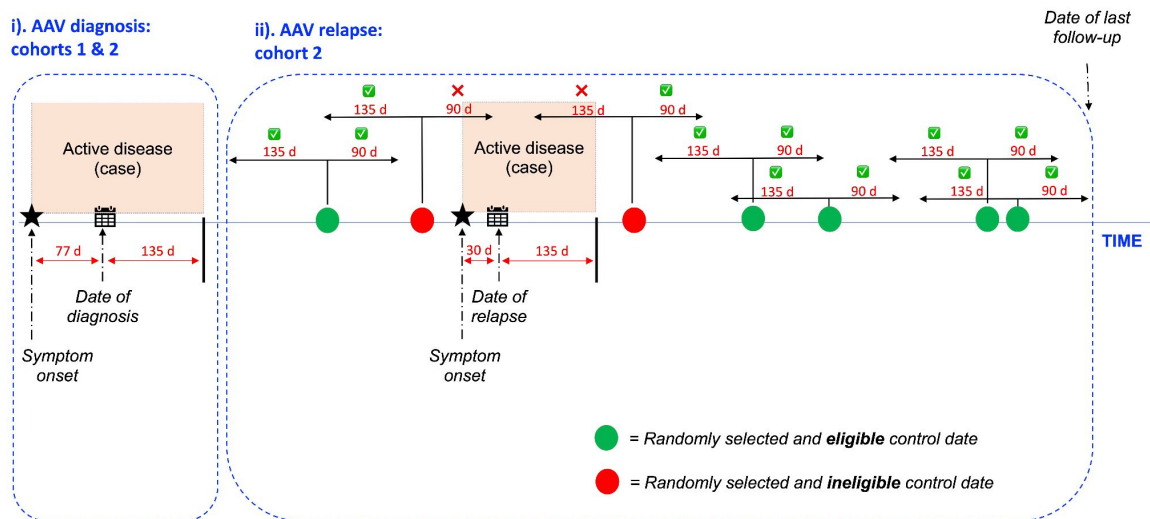 i). AAV diagnosis:
cohorts 1 & 2
ii). AAV relapse:
cohort 2
Date of last
follow-up
135 d 90 d
135 d 90 d
135 d 90 d
135 d 90 d
135 d 90 d
135 d 90 d
135 d 90 d
Active disease
(case)
Active disease
(case)
TIME
77 d 135 d
30 d 135 d
Date of
diagnosis
Date of
relapse
Symptom
onset
Symptom
onset
= Randomly selected and eligible control date
= Randomly selected and ineligible control date